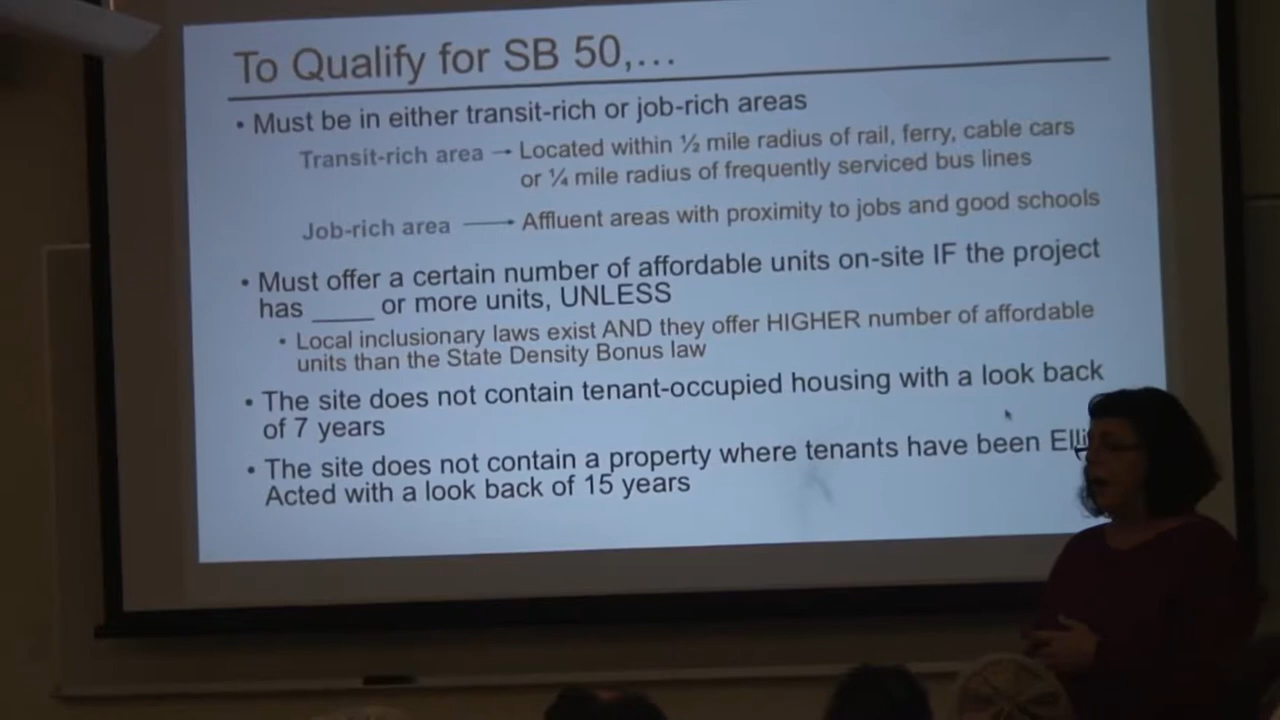 To Qualify for SB 50,...
• Must be in either transit-rich or job-rich areas
Transit-rich area → Located within ½ mile radius of rail, ferry, cable cars
or ¼ mile radius of frequently serviced bus lines
Job-rich area → Affluent areas with proximity to jobs and good schools
• Must offer a certain number of affordable units on-site IF the project
has ____ or more units, UNLESS
• Local inclusionary laws exist AND they offer HIGHER number of affordable
units than the State Density Bonus law
• The site does not contain tenant-occupied housing with a look back
of 7 years
• The site does not contain a property where tenants have been Elli
Acted with a look back of 15 years